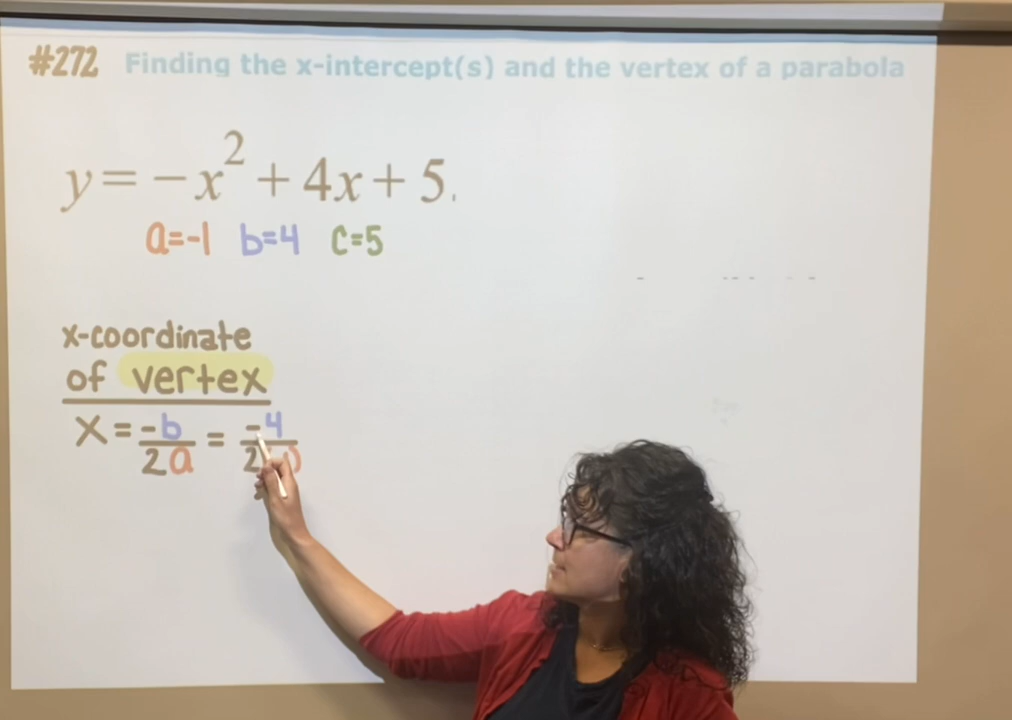 #272 Finding the x-intercept(s) and the vertex of a parabola
y = -x² + 4x + 5.
a=-1 b=4 c=5
x-coordinate
of vertex
x = -b/2a = -4/2